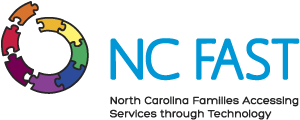 NC FAST
North Carolina Families Accessing
Services through Technology